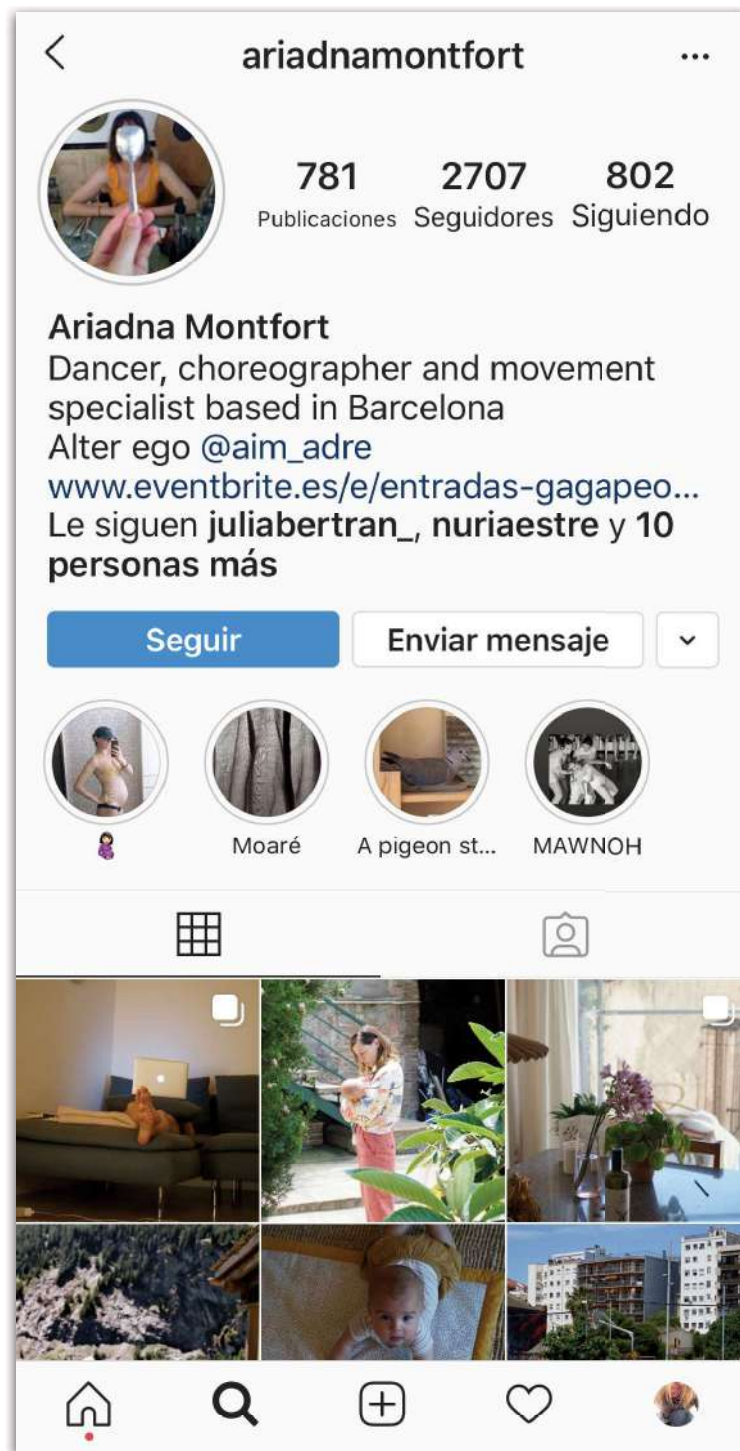 ariadnamontfort
781 2707 802
Publicaciones Seguidores Siguiendo
Ariadna Montfort
Dancer, choreographer and movement
specialist based in Barcelona
Alter ego @aim_adre
www.eventbrite.es/e/entradas-gagapeo...
Le siguen juliabertran_, nuriaestre y 10
personas más
Seguir Enviar mensaje
Moaré A pigeon st... MAWNOH